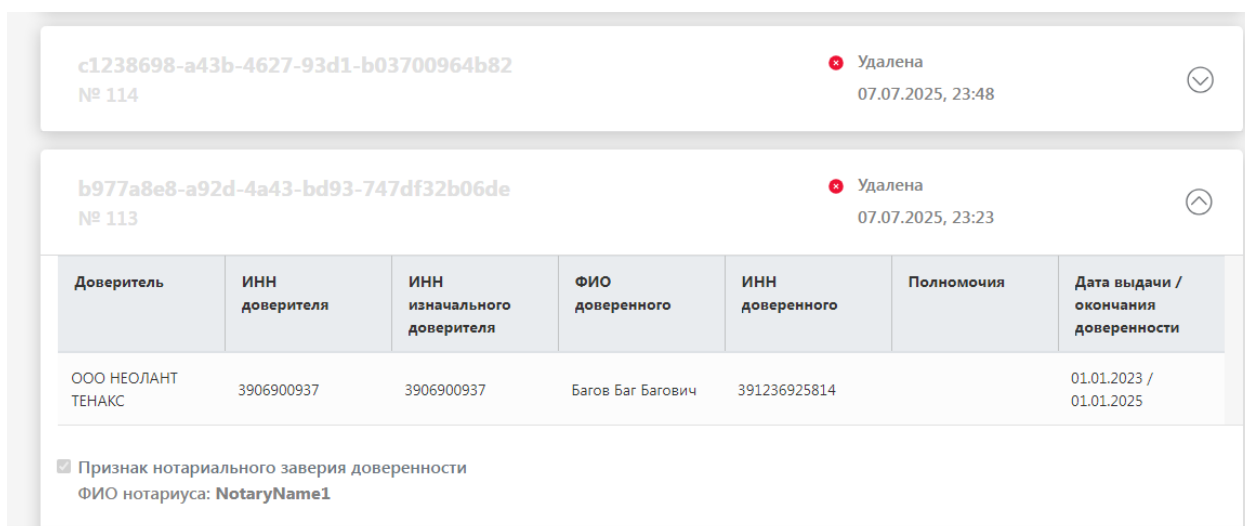 c1238698-a43b-4627-93d1-b03700964b82
Удалена
№ 114
07.07.2025, 23:48
b977a8e8-a92d-4a43-bd93-747df32b06de
Удалена
№ 113
07.07.2025, 23:23
Доверитель
ИНН
доверителя
ИНН
изначального
доверителя
ФИО
доверенного
ИНН
доверенного
Полномочия
Дата выдачи /
окончания
доверенности
ООО НЕОЛАНТ
ТЕНАКС
3906900937
3906900937
Багов Баг Багович
391236925814
01.01.2023 /
01.01.2025
Признак нотариального заверия доверенности
ФИО нотариуса: NotaryName1